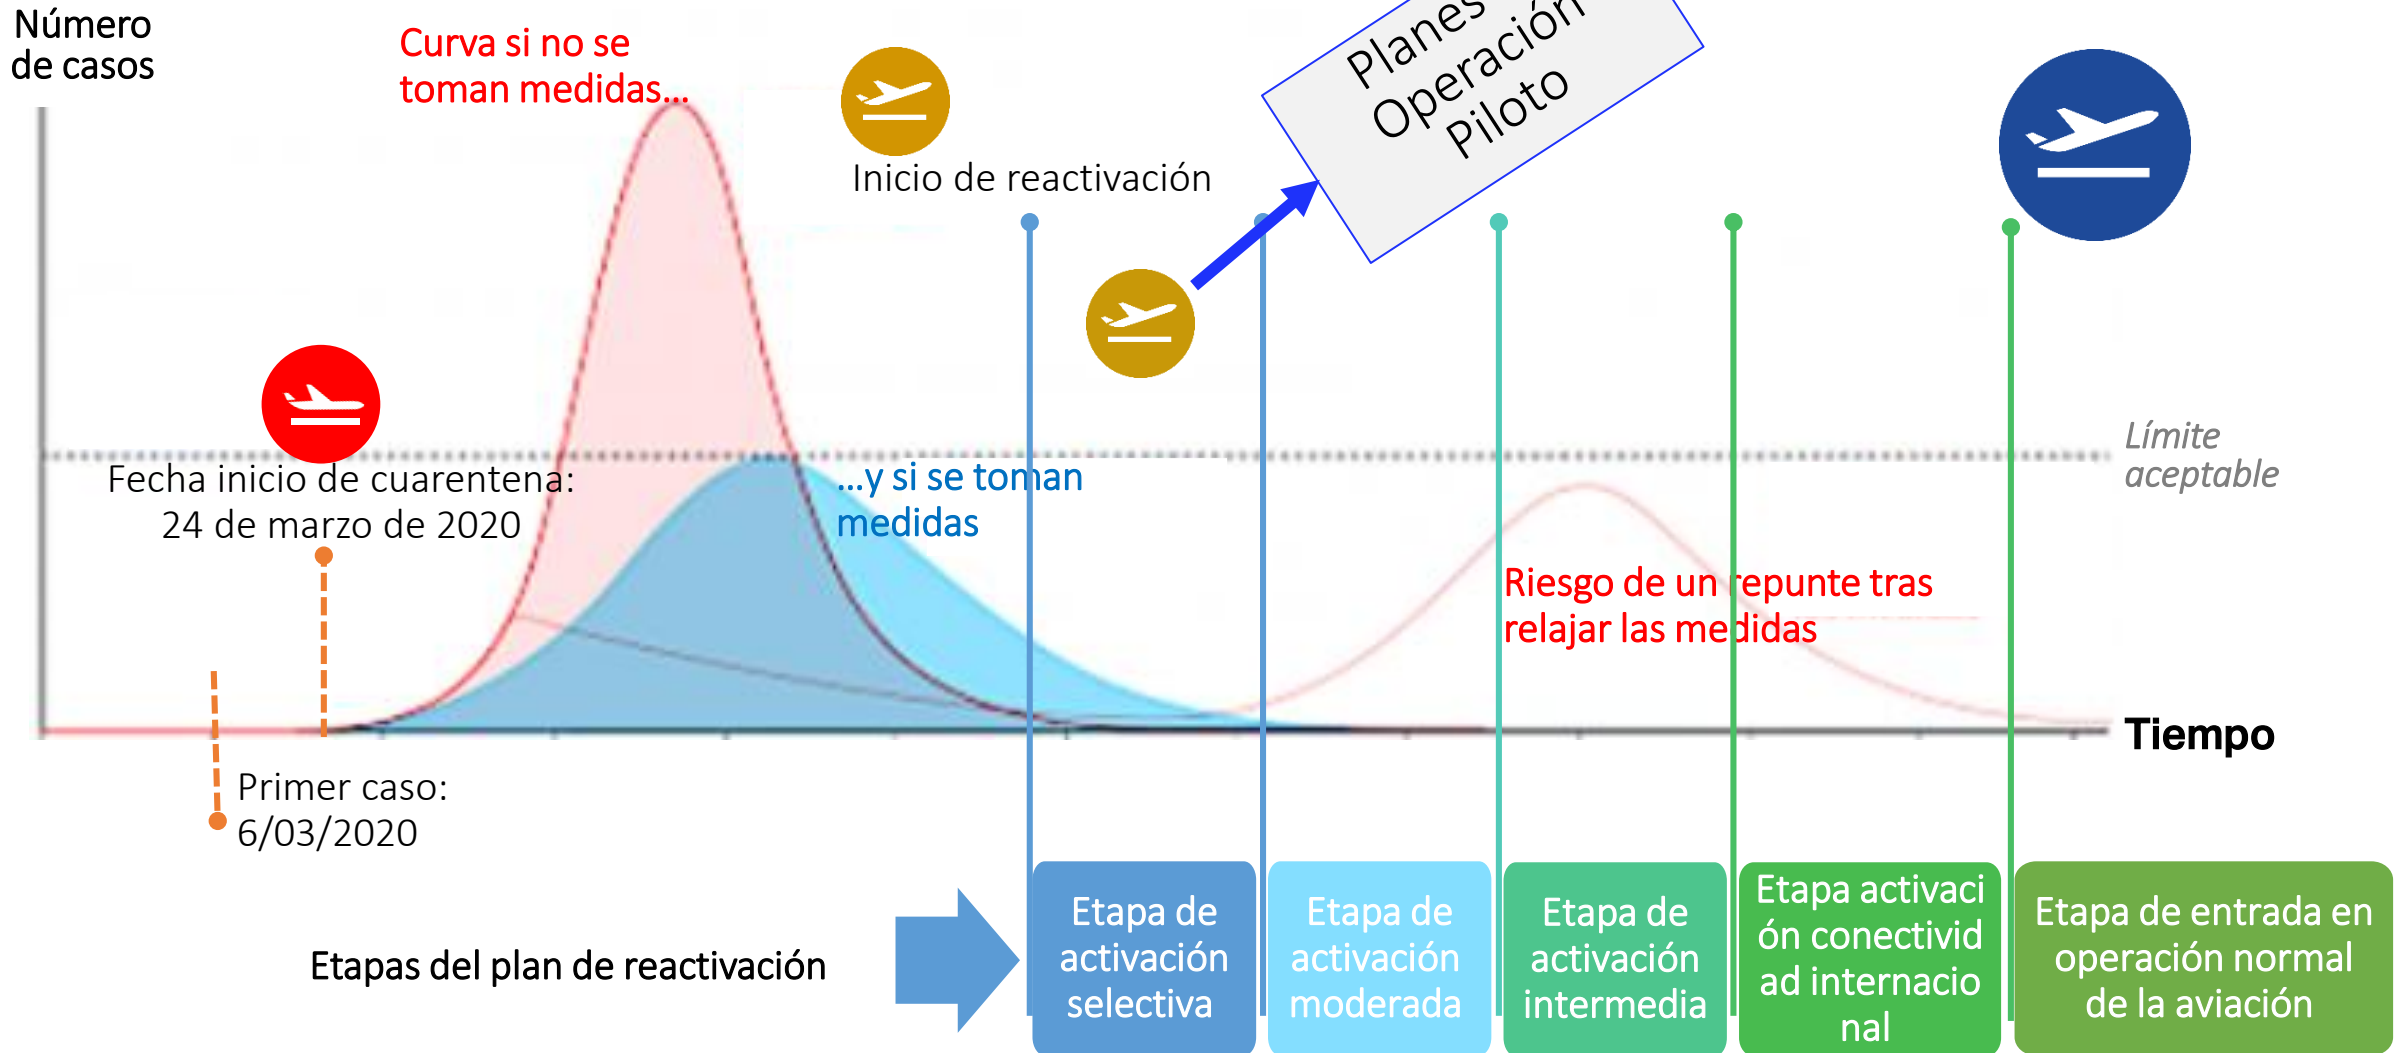 Número
de casos
Curva si no se
toman medidas...
Planes
Operación
Piloto
Inicio de reactivación
Límite
aceptable
Fecha inicio de cuarentena:
24 de marzo de 2020
...y si se toman
medidas
Riesgo de un repunte tras
relajar las medidas
Tiempo
Primer caso:
6/03/2020
Etapas del plan de reactivación
Etapa de
activación
selectiva
Etapa de
activación
moderada
Etapa de
activación
intermedia
Etapa activaci
ón conectivid
ad internacio
nal
Etapa de entrada en
operación normal
de la aviación